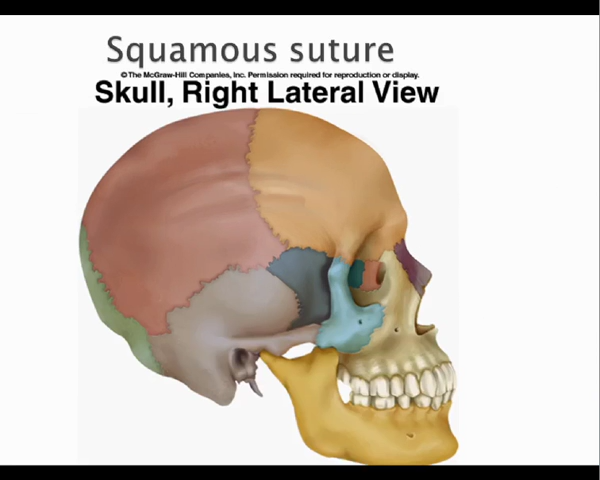 Squamous suture
©The McGraw-Hill Companies, Inc. Permission required for reproduction or display.
Skull, Right Lateral View